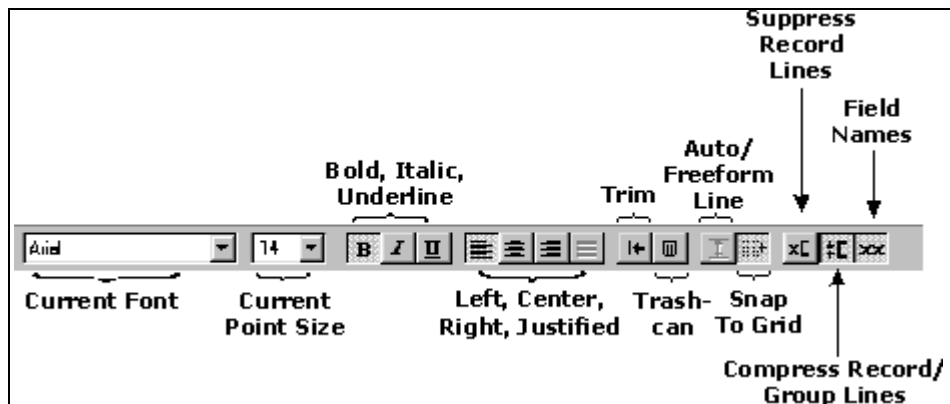 Suppress
Record
Lines
Field
Names
Auto/
Freeform
Line
Bold, Italic,
Underline
Trim
Arial
14
B I U
x[ ‡[ xx
Current Font
Current
Point Size
Left, Center,
Right, Justified
Trash-
can
Snap
To Grid
Compress Record/
Group Lines